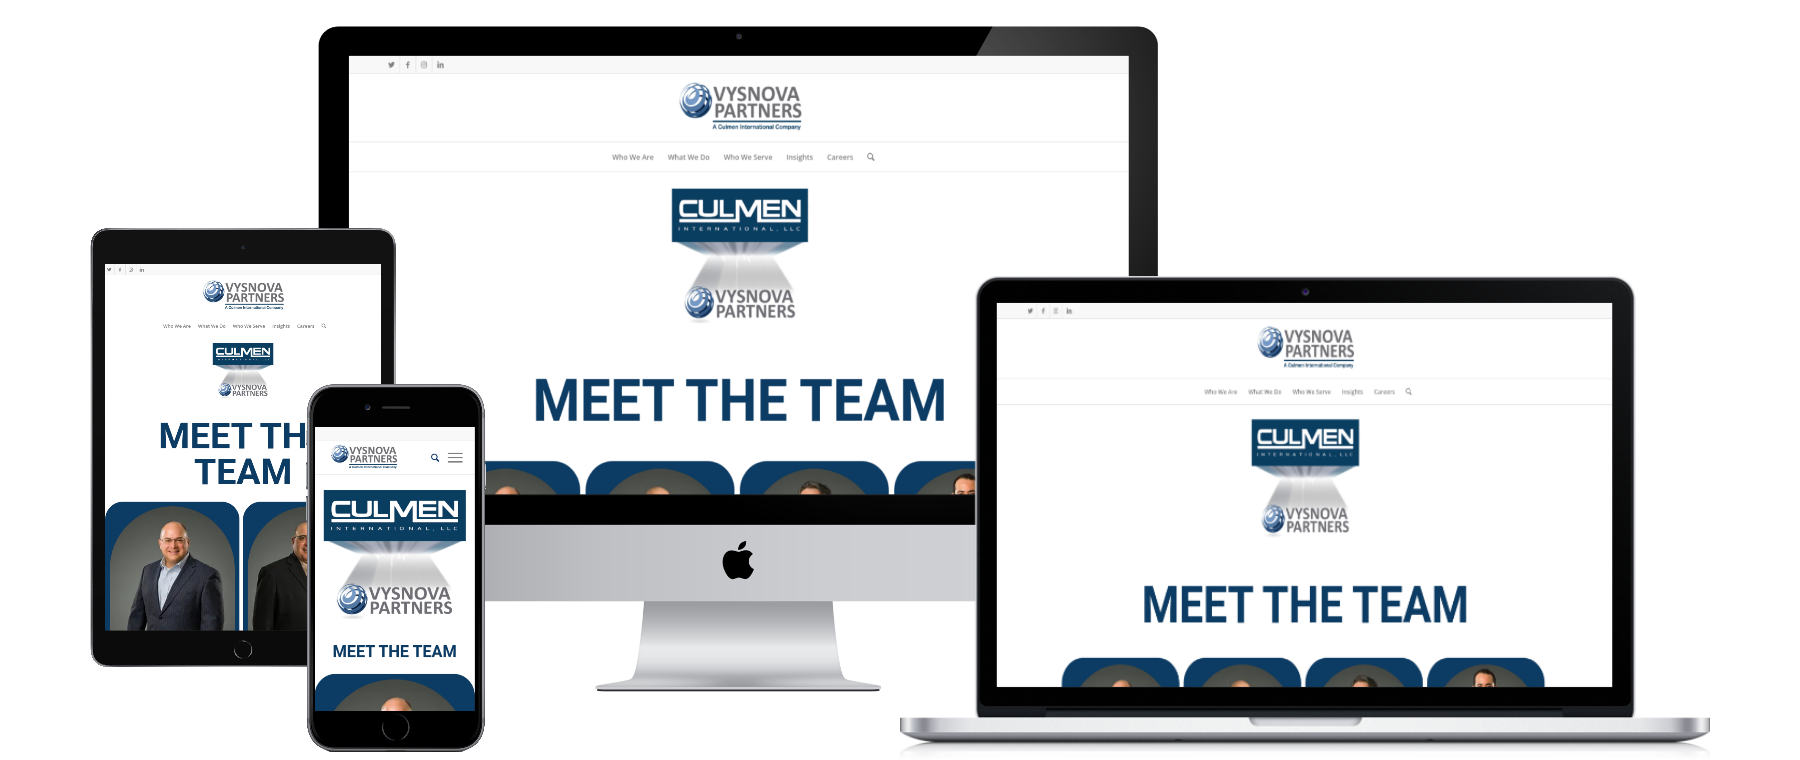 VYSNOVA
PARTNERS
A Culmen International Company
Who We Are What We Do Who We Serve Insights Careers
CULMEN
INTERNATIONAL, LLC
VYSNOVA
PARTNERS
MEET THE TEAM
VYSNOVA
PARTNERS
A Culmen International Company
Who We Are What We Do Who We Serve Insights Careers
CULMEN
VYSNOVA
PARTNERS
MEET TH
TEAM
VYSNOVA
PARTNERS
A Culmen International Company
CULMEN
INTERNATIONAL, LLC
VYSNOVA
PARTNERS
MEET THE TEAM
VYSNOVA
PARTNERS
A Culmen International Company
Who We Are What We Do Who We Serve Insights Careers
CULMEN
INTERNATIONAL, LLC
VYSNOVA
PARTNERS
MEET THE TEAM